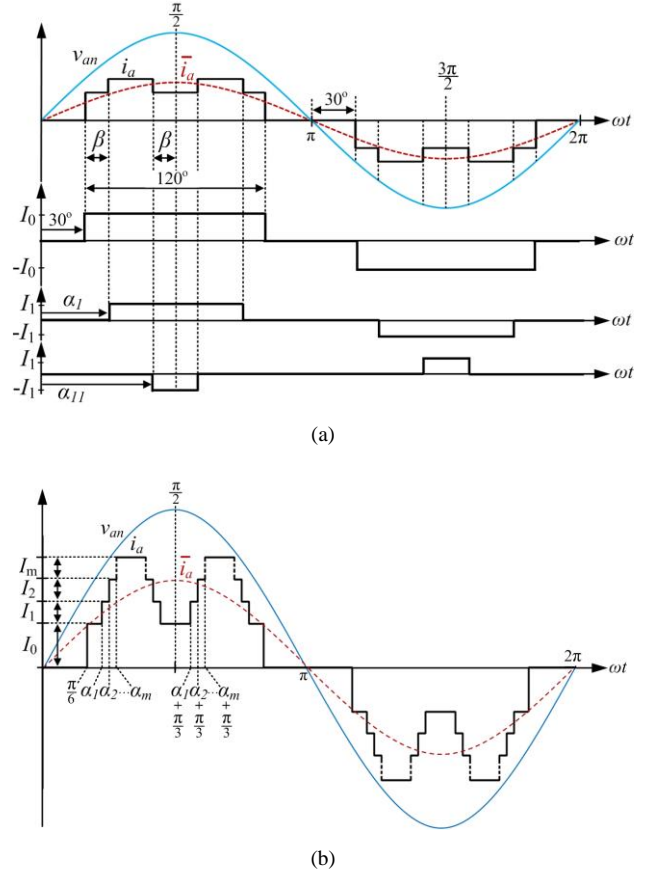 π/2
v_an
i_a
i̅_a
3π/2
30°
π
2π
ωt
β
β
120°
I_0
30°
-I_0
ωt
I_1
α_1
-I_1
ωt
I_1
-I_1
α_11
ωt
(a)
π/2
v_an
i_a
i̅_a
I_m
I_2
I_1
I_0
π
2π
ωt
π/6 α_1 α_2...α_m α_1+π/3 α_2...+π/3 α_m+π/3
(b)